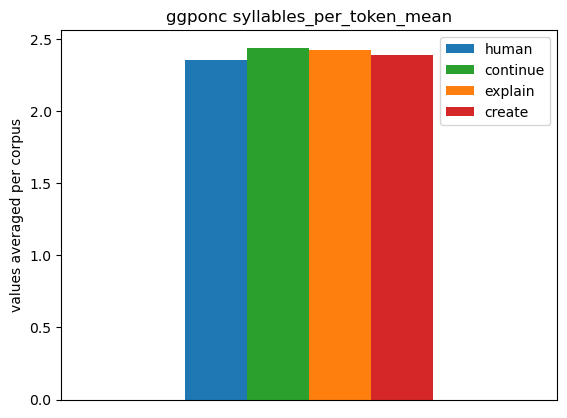 ggponc syllables_per_token_mean
values averaged per corpus
2.5
2.0
1.5
1.0
0.5
0.0
human
continue
explain
create